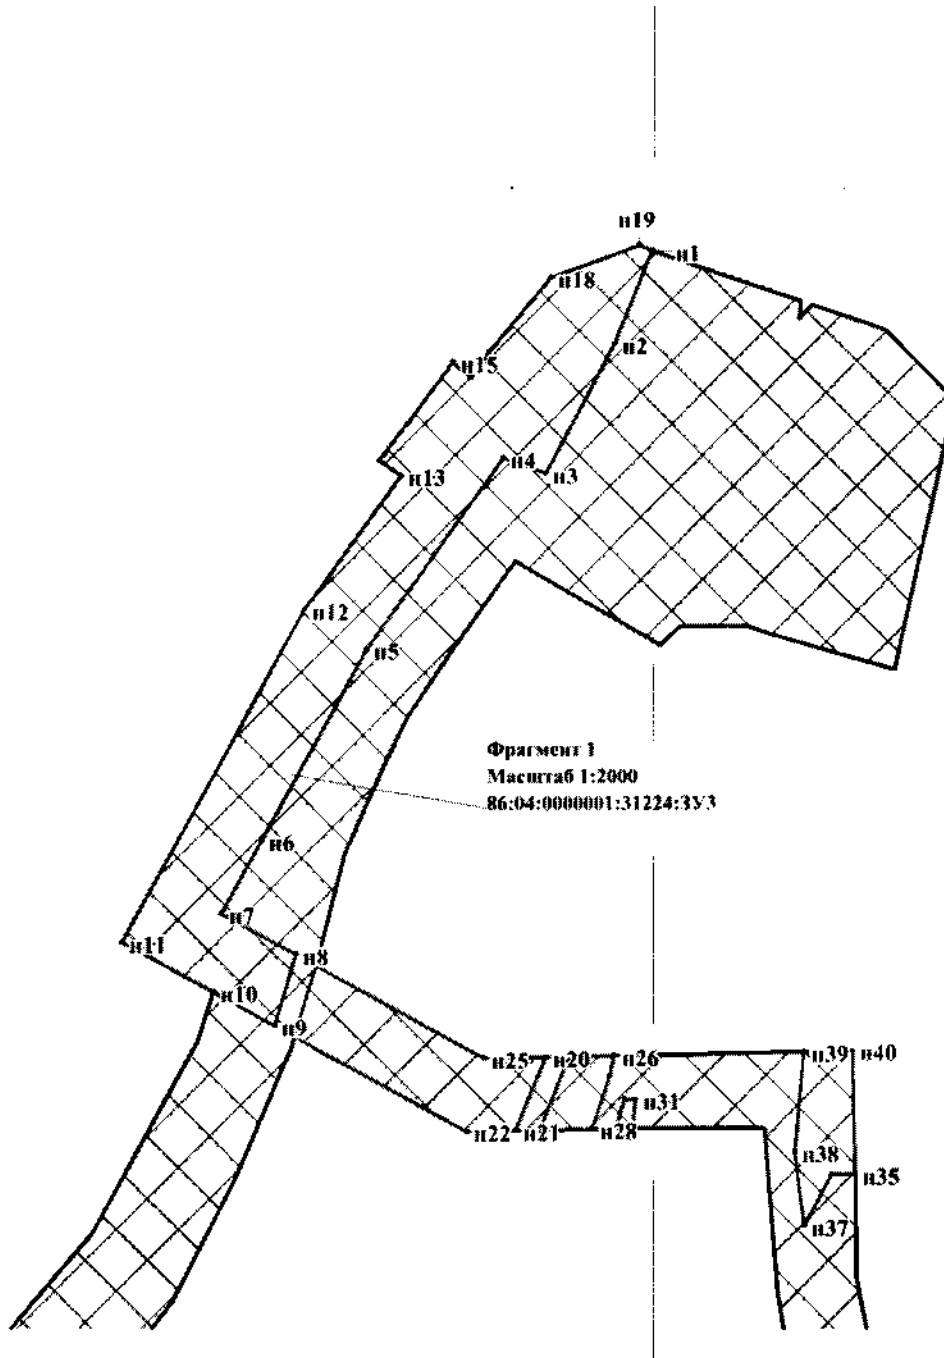 н19
н1
н18
н2
н15
н4
н3
н13
н12
н5
Фрагмент 1
Масштаб 1:2000
86:04:0000001:31224:ЗУ3
н6
н7
н11
н8
н10
н9
н25 н20 н26 н39 н40
н31
н22 н21 н28
н38
н35
н37